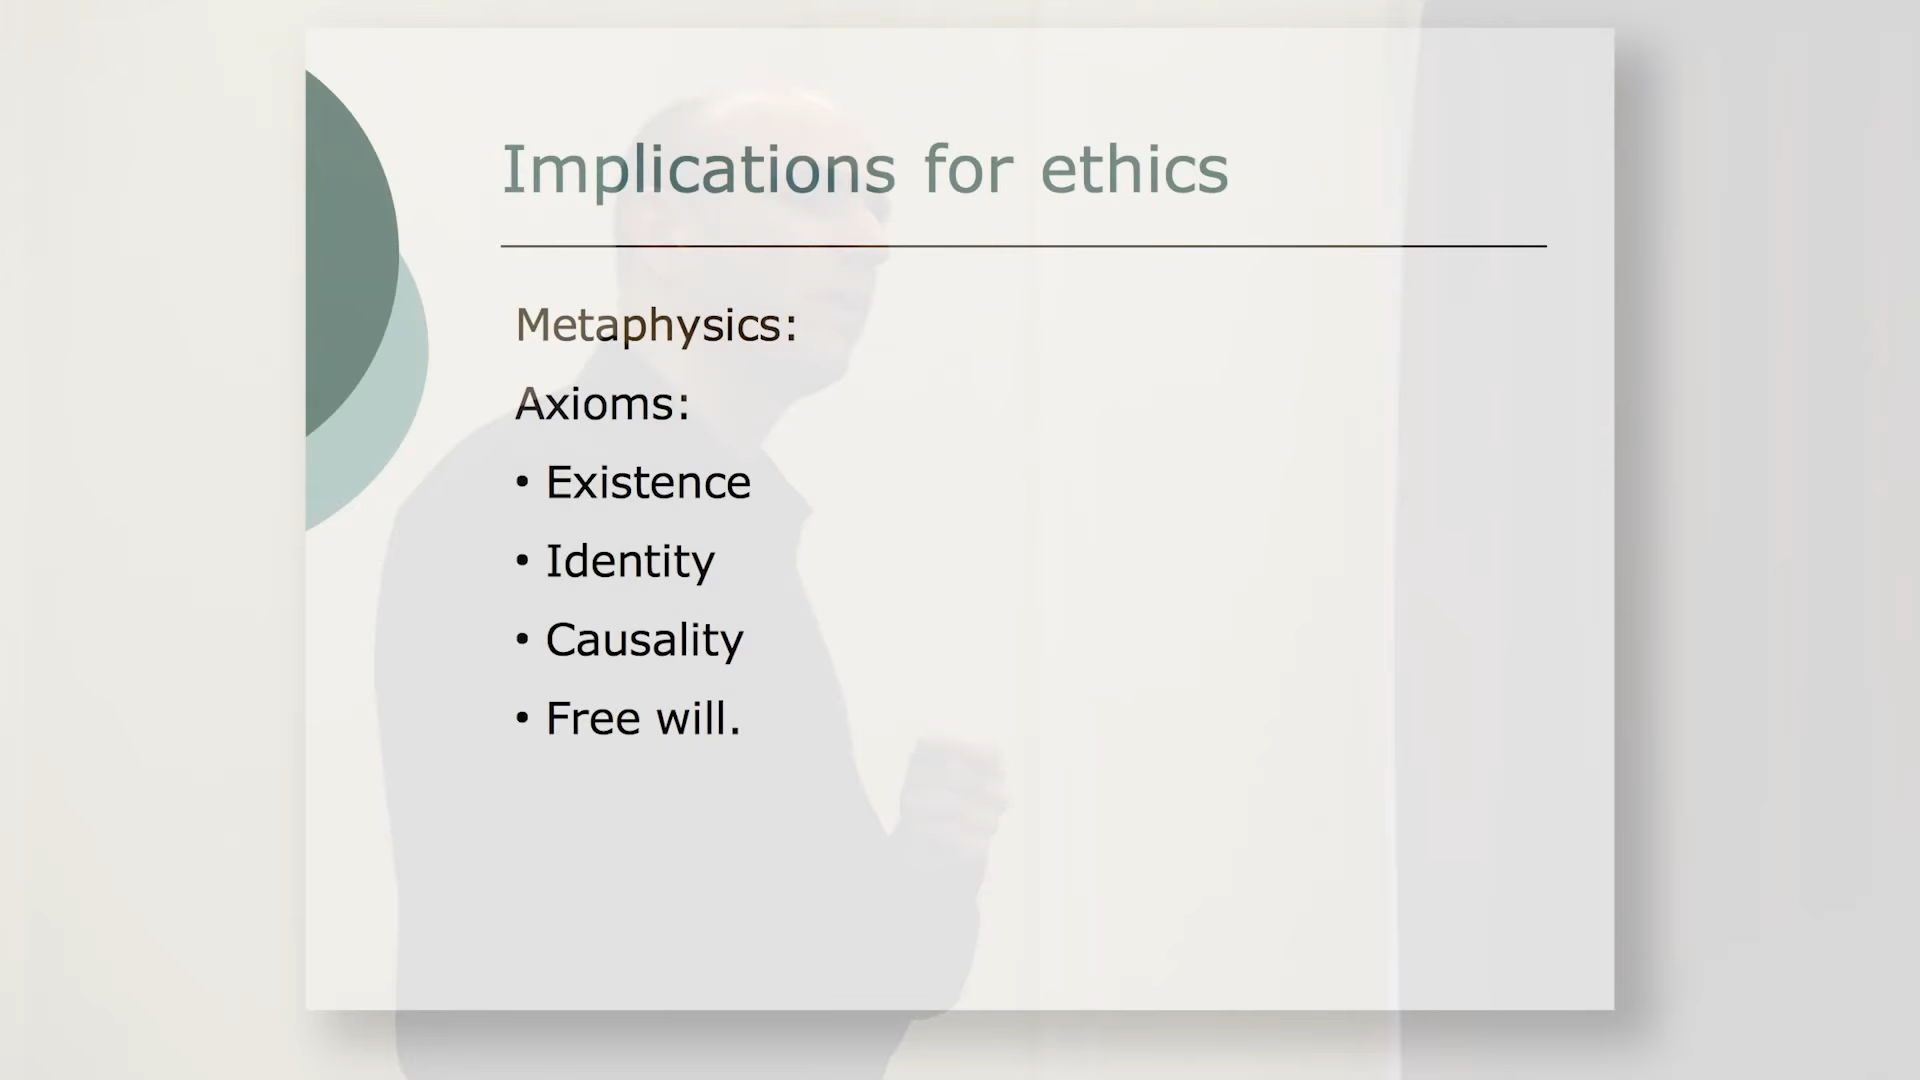 Implications for ethics
Metaphysics:
Axioms:
• Existence
• Identity
• Causality
• Free will.